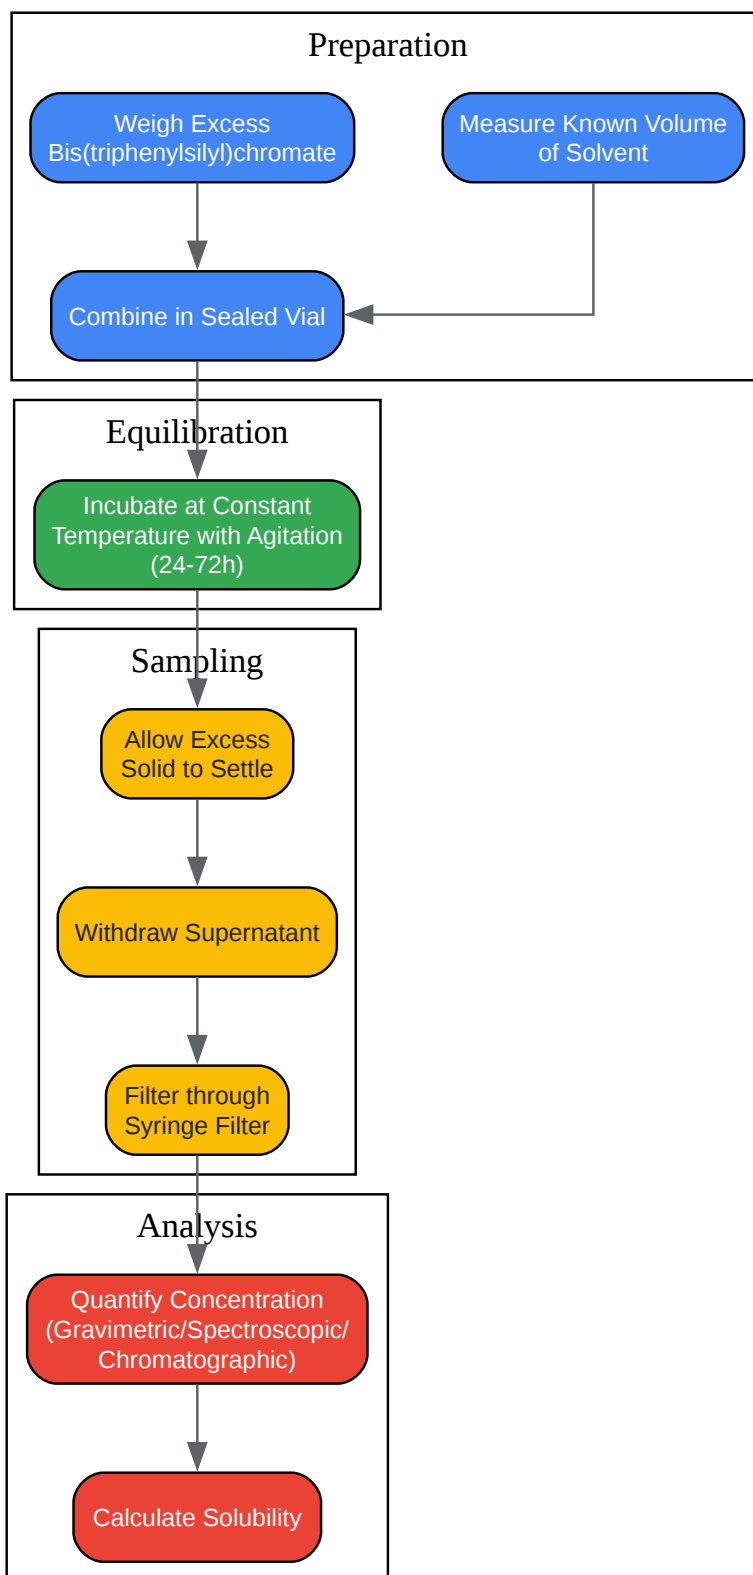 Preparation
Weigh Excess
Bis(triphenylsilyl)chromate
Measure Known Volume
of Solvent
Combine in Sealed Vial
Equilibration
Incubate at Constant
Temperature with Agitation
(24-72h)
Sampling
Allow Excess
Solid to Settle
Withdraw Supernatant
Filter through
Syringe Filter
Analysis
Quantify Concentration
(Gravimetric/Spectroscopic/
Chromatographic)
Calculate Solubility